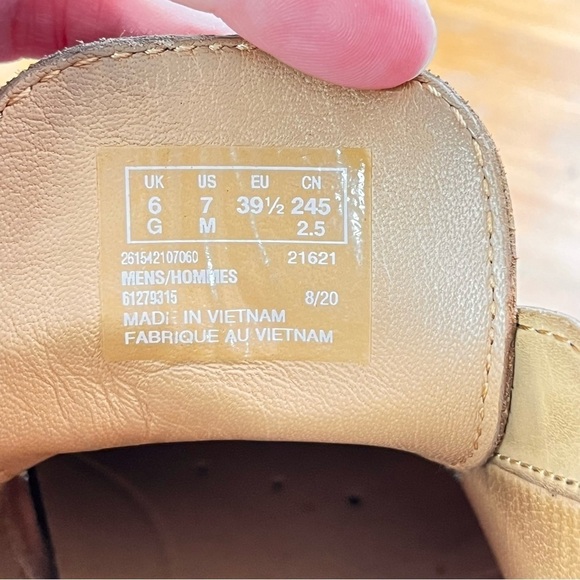 UK US EU CN
6 7 39½ 245
G M 2.5
261542107060 21621
MENS/HOMMES
61279315 8/20
MADE IN VIETNAM
FABRIQUE AU VIETNAM